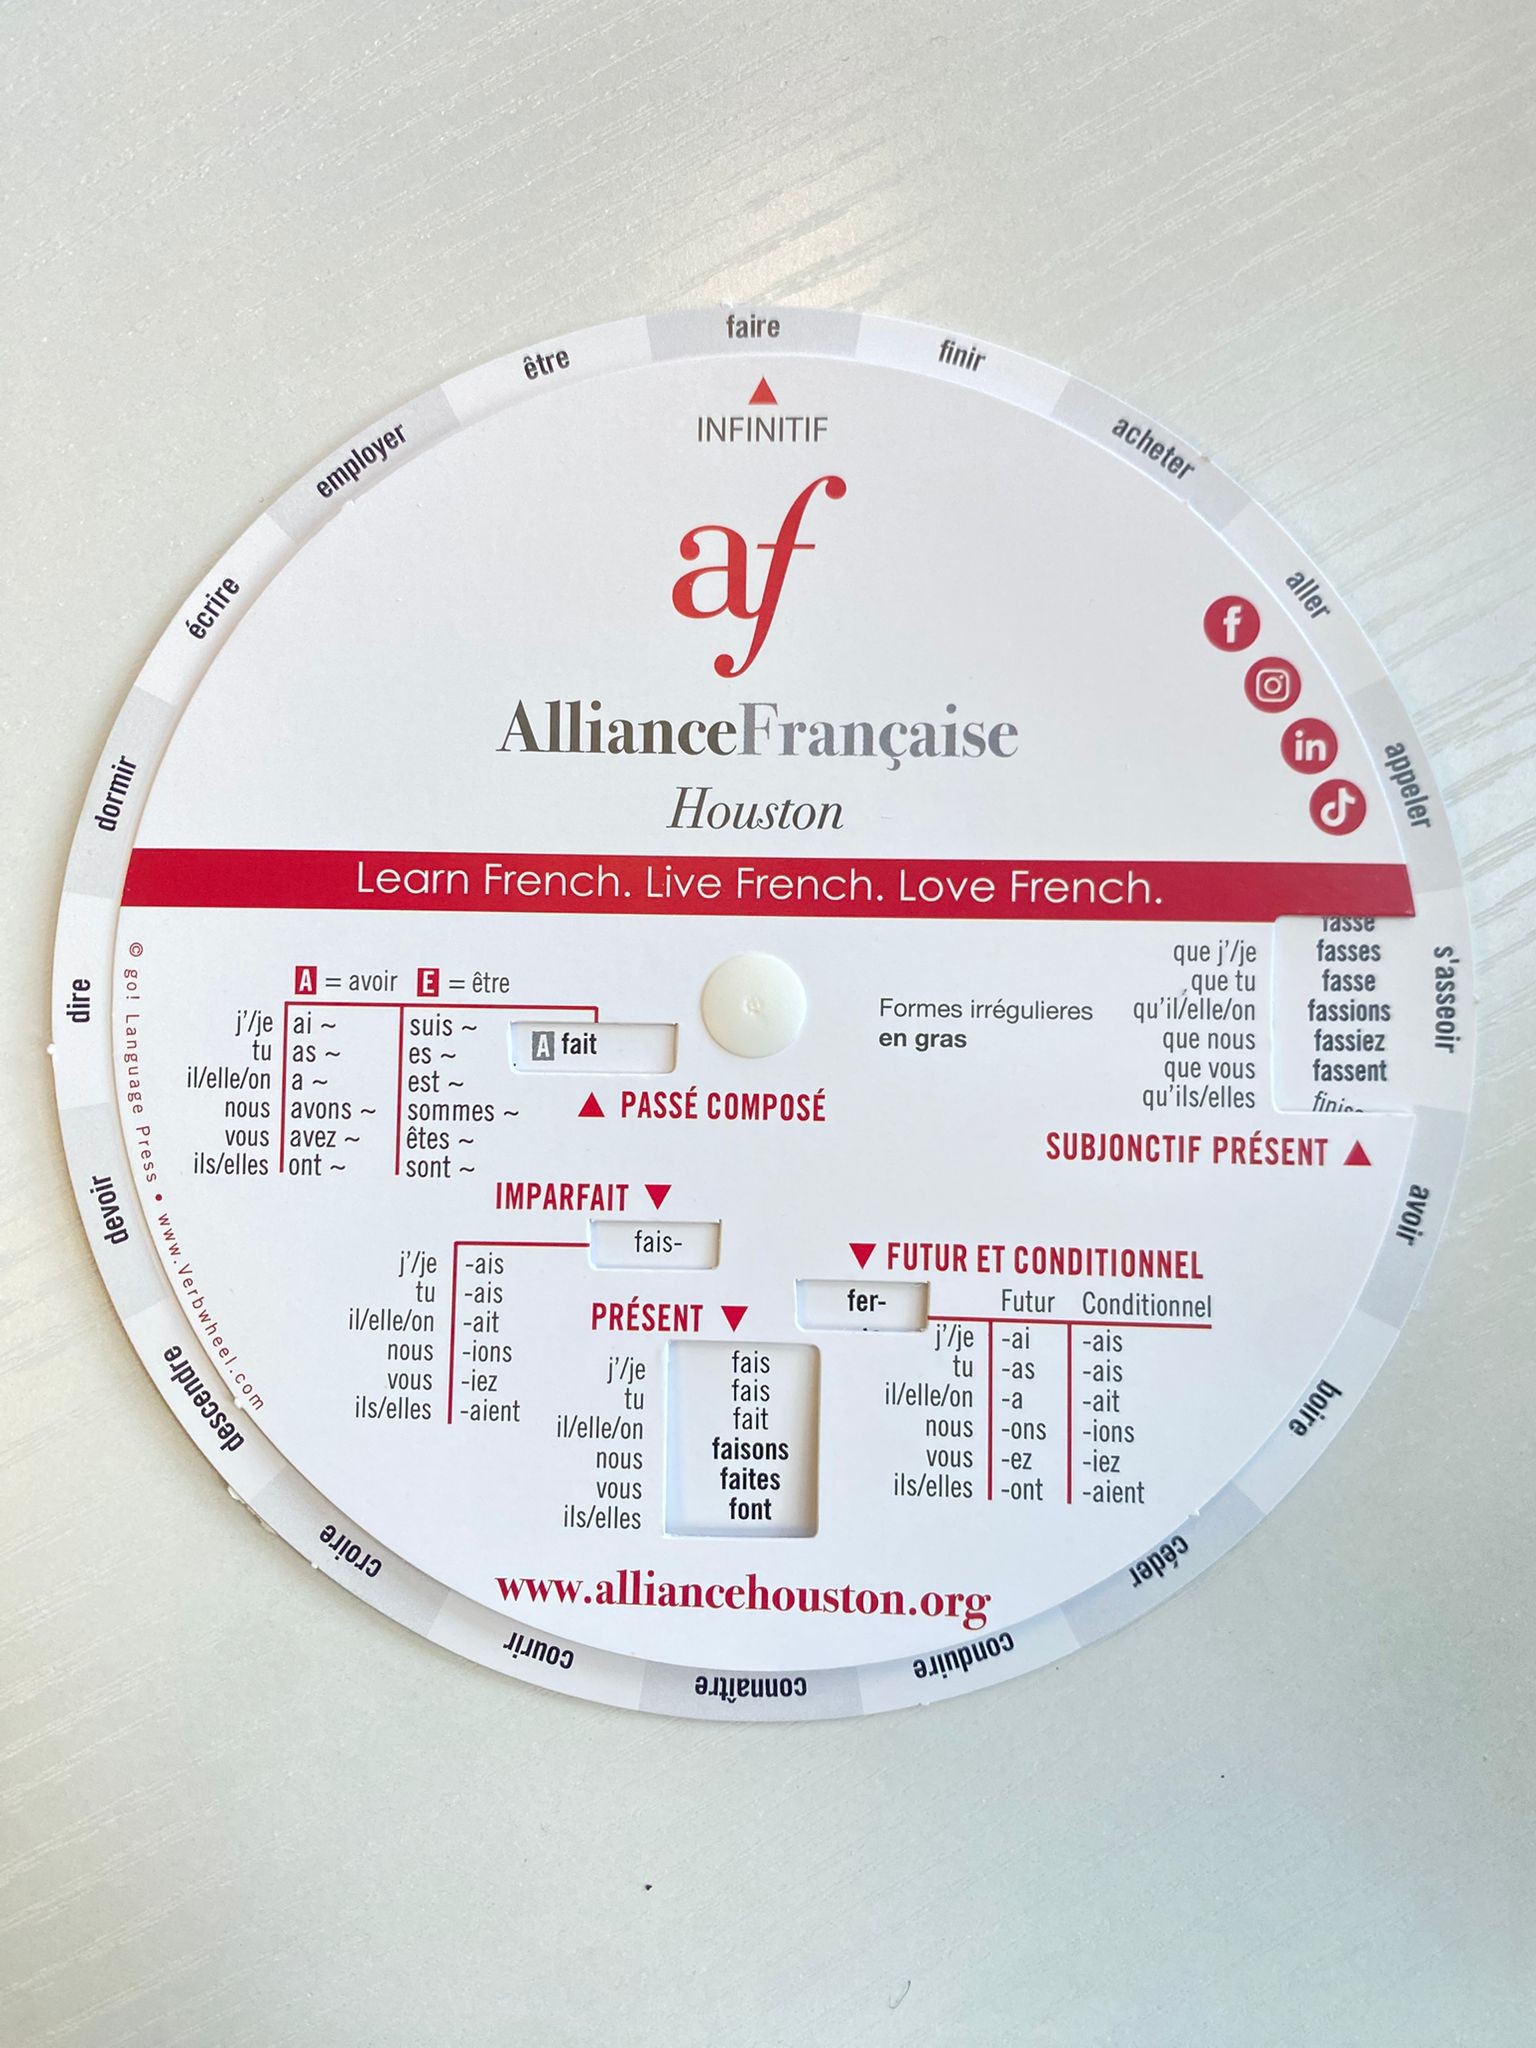 faire
finir
acheter
aller
appeler
s'asseoir
avoir
boire
céder
conduire
connaître
courir
croire
descendre
devoir
dire
dormir
écrire
employer
être
INFINITIF
af
AllianceFrançaise
Houston
Learn French. Live French. Love French.
© go! Language Press • www.Verbwheel.com
A = avoir E = être
j'/je ai ~ suis ~
tu as ~ es ~
il/elle/on a ~ est ~
nous avons ~ sommes ~
vous avez ~ êtes ~
ils/elles ont ~ sont ~
A fait
PASSÉ COMPOSÉ
Formes irrégulieres
en gras
fasse
que j'/je fasses
que tu fasse
qu'il/elle/on fassions
que nous fassiez
que vous fassent
qu'ils/elles
SUBJONCTIF PRÉSENT
IMPARFAIT
fais-
j'/je -ais
tu -ais
il/elle/on -ait
nous -ions
vous -iez
ils/elles -aient
PRÉSENT
j'/je fais
tu fais
il/elle/on fait
nous faisons
vous faites
ils/elles font
FUTUR ET CONDITIONNEL
fer-
Futur Conditionnel
j'/je -ai -ais
tu -as -ais
il/elle/on -a -ait
nous -ons -ions
vous -ez -iez
ils/elles -ont -aient
www.alliancehouston.org